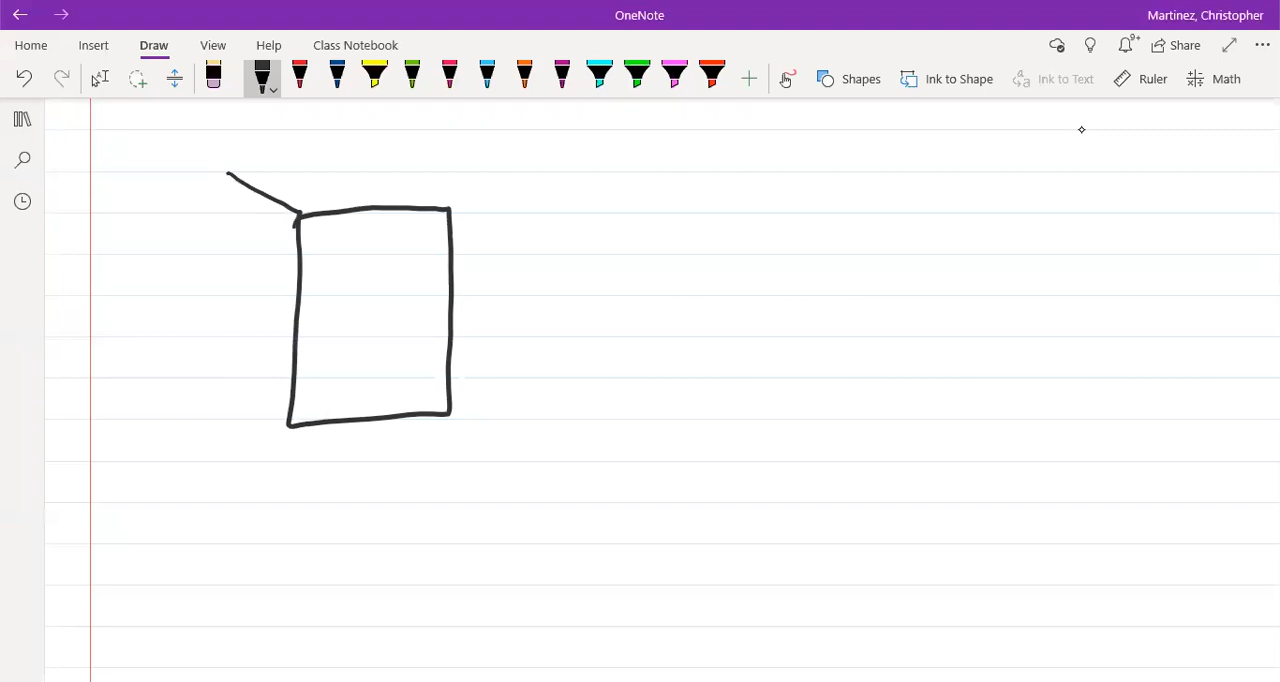 OneNote
Martinez, Christopher
Home Insert Draw View Help Class Notebook
Share
Shapes Ink to Shape Ink to Text Ruler Math